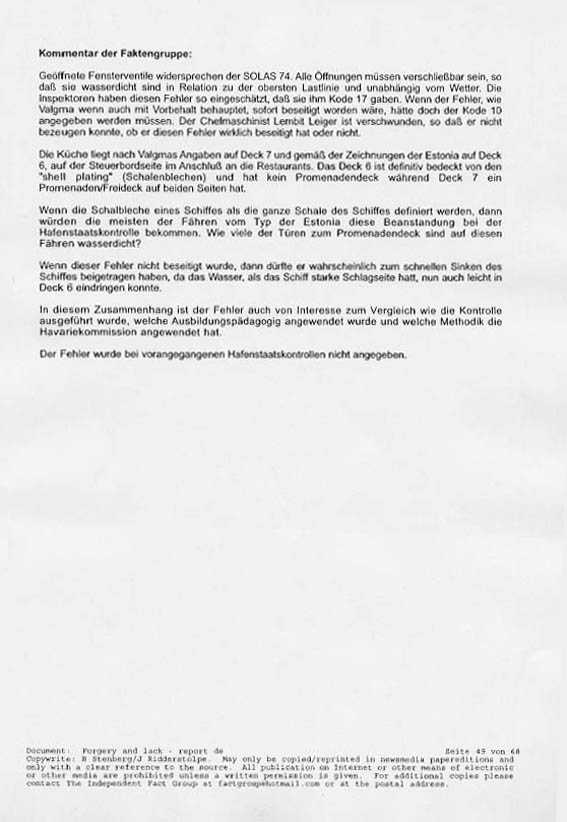 Kommentar der Faktengruppe:
Geöffnete Fensterventile widersprechen der SOLAS 74. Alle Öffnungen müssen verschließbar sein, so
daß sie wasserdicht sind in Relation zu der obersten Lastlinie und unabhängig vom Wetter. Die
Inspektoren haben diesen Fehler so eingeschätzt, daß sie ihm Kode 17 gaben. Wenn der Fehler, wie
Valgma wenn auch mit Vorbehalt behauptet, sofort beseitigt worden wäre, hätte doch der Kode 10
angegeben werden müssen. Der Chefmaschinist Lembit Leiger ist verschwunden, so daß er nicht
bezeugen konnte, ob er diesen Fehler wirklich beseitigt hat oder nicht.
Die Küche liegt nach Valgmas Angaben auf Deck 7 und gemäß der Zeichnungen der Estonia auf Deck
6, auf der Steuerbordseite im Anschluß an die Restaurants. Das Deck 6 ist definitiv bedeckt von den
"shell plating" (Schalenblechen) und hat kein Promenadendeck während Deck 7 ein
Promenaden/Freideck auf beiden Seiten hat.
Wenn die Schalbleche eines Schiffes als die ganze Schale des Schiffes definiert werden, dann
würden die meisten der Fähren vom Typ der Estonia diese Beanstandung bei der
Hafenstaatskontrolle bekommen. Wie viele der Türen zum Promenadendeck sind auf diesen
Fähren wasserdicht?
Wenn dieser Fehler nicht beseitigt wurde, dann dürfte er wahrscheinlich zum schnellen Sinken des
Schiffes beigetragen haben, da das Wasser, als das Schiff starke Schlagseite hatt, nun auch leicht in
Deck 6 eindringen konnte.
In diesem Zusammenhang ist der Fehler auch von Interesse zum Vergleich wie die Kontrolle
ausgeführt wurde, welche Ausbildungspädagogig angewendet wurde und welche Methodik die
Havariekommission angewendet hat.
Der Fehler wurde bei vorangegangenen Hafenstaatskontrollen nicht angegeben.
Document: Forgery and lack - report de Seite 49 von 68
Copywrite: B Stenberg/J Ridderstolpe. May only be copied/reprinted in newsmedia papereditions and
only with a clear reference to the source. All publication on Internet or other means of electronic
or other media are prohibited unless a written permission is given. For additional copies please
contact The Independent Fact Group at factgroup@hotmail.com or at the postal address.